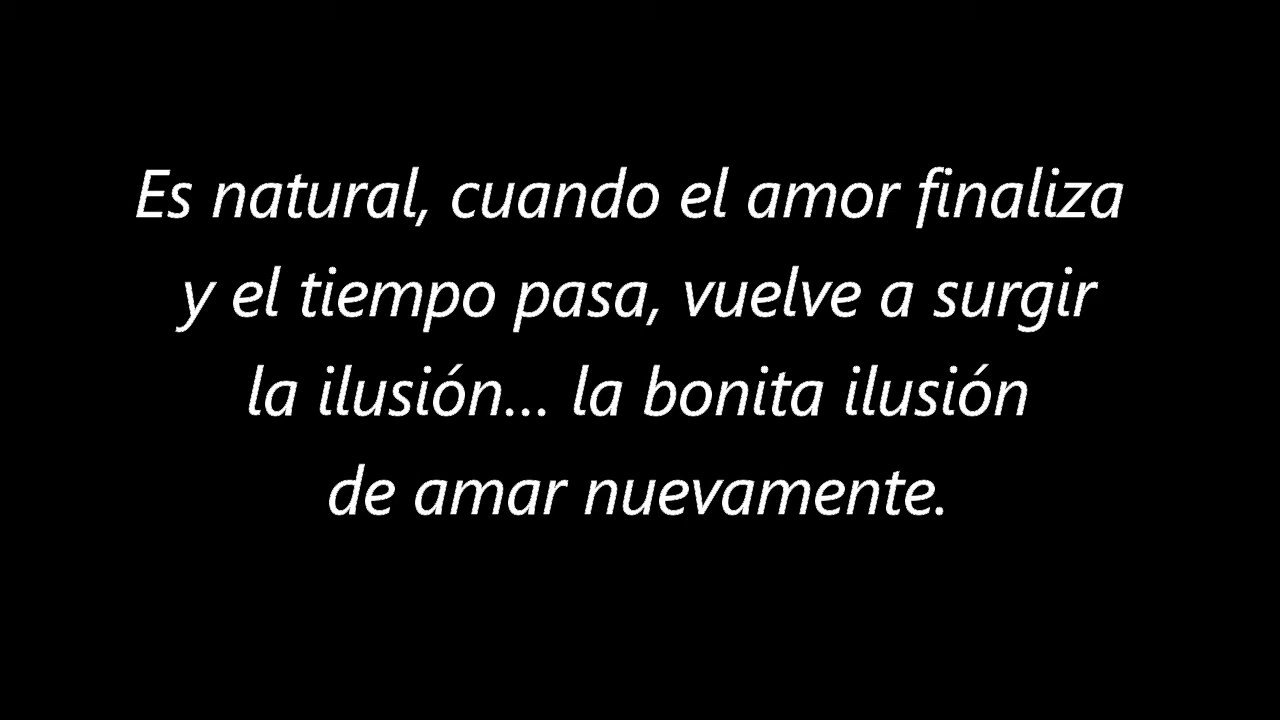 Es natural, cuando el amor finaliza
y el tiempo pasa, vuelve a surgir
la ilusión... la bonita ilusión
de amar nuevamente.